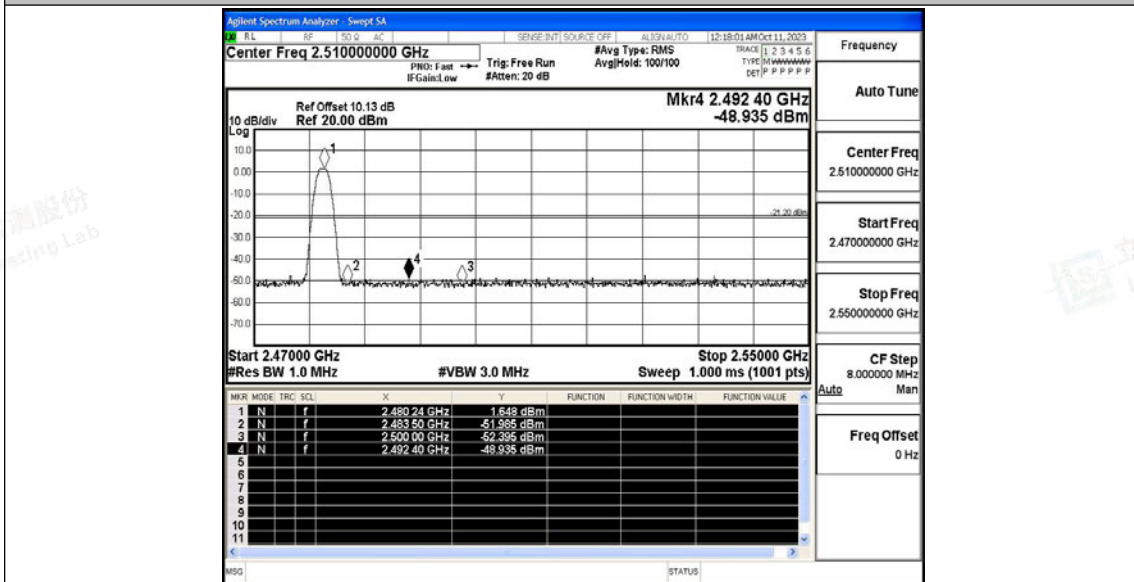 Agilent Spectrum Analyzer - Swept SA
RL RF 50 Ω AC SENSE:INT SOURCE OFF ALIGN AUTO 12:18:01 AM Oct 11, 2023
Center Freq 2.510000000 GHz
PNO: Fast
IFGain:Low
Trig: Free Run
#Atten: 20 dB
#Avg Type: RMS
Avg|Hold: 100/100
TRACE 1 2 3 4 5 6
TYPE M WWWWW
DET P P P P P P
Mkr4 2.492 40 GHz
-48.935 dBm
10 dB/div
Log
Ref Offset 10.13 dB
Ref 20.00 dBm
10.0
0.00
-10.0
-20.0
-30.0
-40.0
-50.0
-60.0
-70.0
1
2
4
3
-21.20 dBm
Start 2.47000 GHz
Stop 2.55000 GHz
#Res BW 1.0 MHz
#VBW 3.0 MHz
Sweep 1.000 ms (1001 pts)
MKR MODE TRC SCL X Y FUNCTION FUNCTION WIDTH FUNCTION VALUE
1 N f 2.480 24 GHz 1.648 dBm
2 N f 2.483 50 GHz -51.985 dBm
3 N f 2.500 00 GHz -52.395 dBm
4 N f 2.492 40 GHz -48.935 dBm
5
6
7
8
9
10
11
MSG
STATUS
Frequency
Auto Tune
Center Freq
2.510000000 GHz
Start Freq
2.470000000 GHz
Stop Freq
2.550000000 GHz
CF Step
8.000000 MHz
Auto Man
Freq Offset
0 Hz
测股份
sting Lab
立